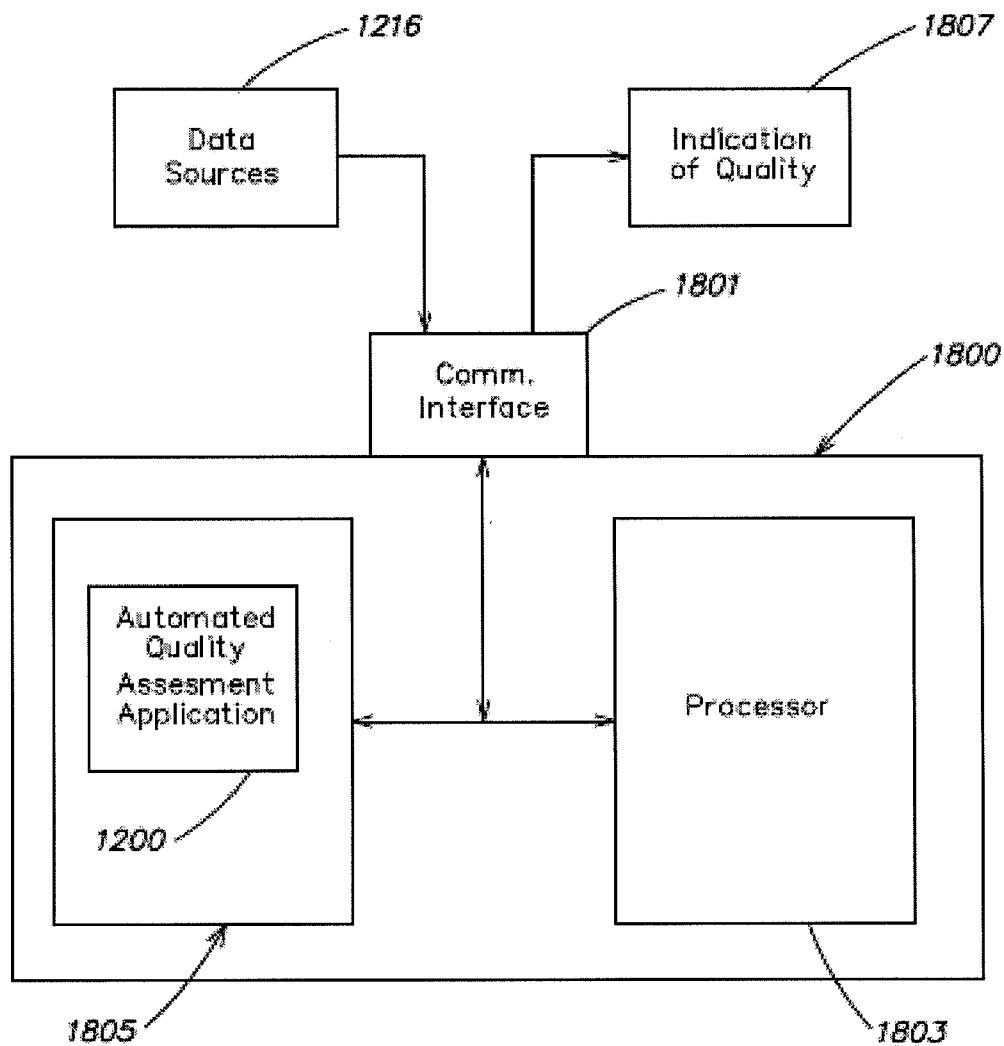 1216
1807
Data
Sources
Indication
of Quality
1801
Comm.
Interface
1800
Automated
Quality
Assesment
Application
Processor
1200
1805
1803